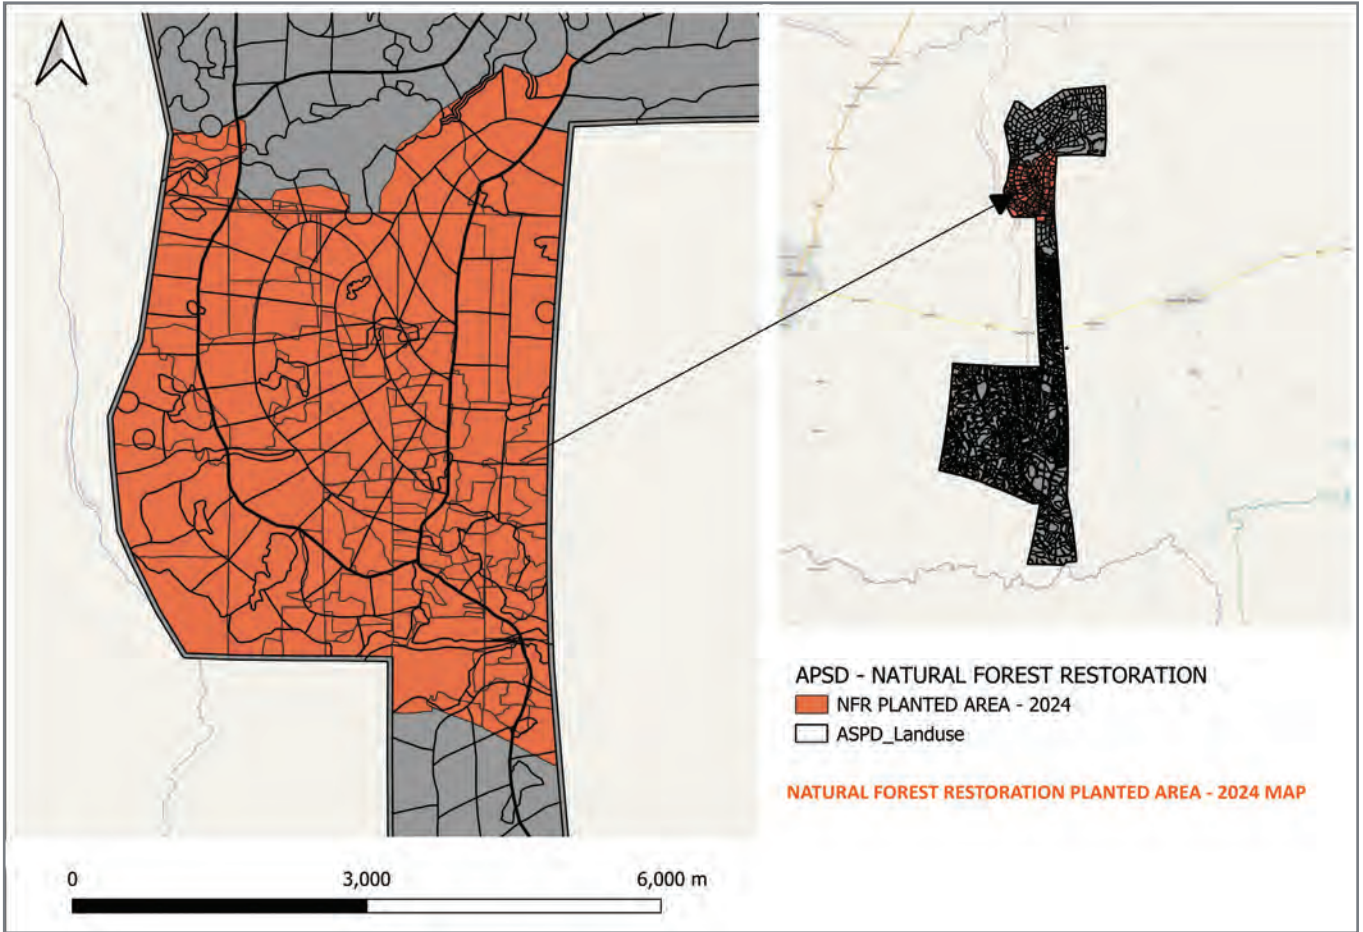 APSD - NATURAL FOREST RESTORATION
NFR PLANTED AREA - 2024
ASPD_Landuse
NATURAL FOREST RESTORATION PLANTED AREA - 2024 MAP
0 3,000 6,000 m